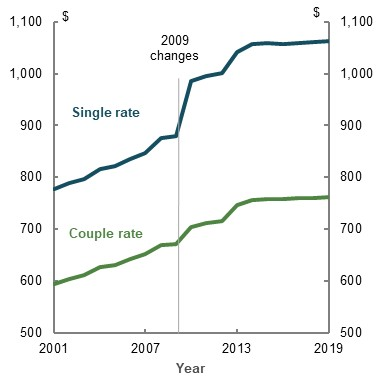 $ $
1,100 1,100
2009
changes
1,000 1,000
Single rate
900 900
800 800
700 700
Couple rate
600 600
500 500
2001 2007 2013 2019
Year